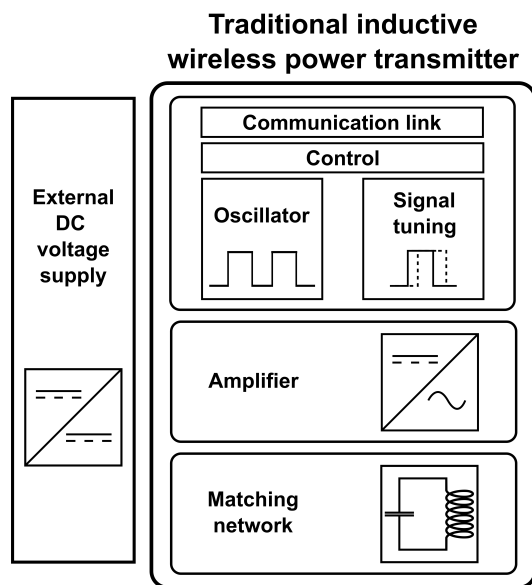 Traditional inductive
wireless power transmitter
External
DC
voltage
supply
Communication link
Control
Oscillator
Signal
tuning
Amplifier
Matching
network